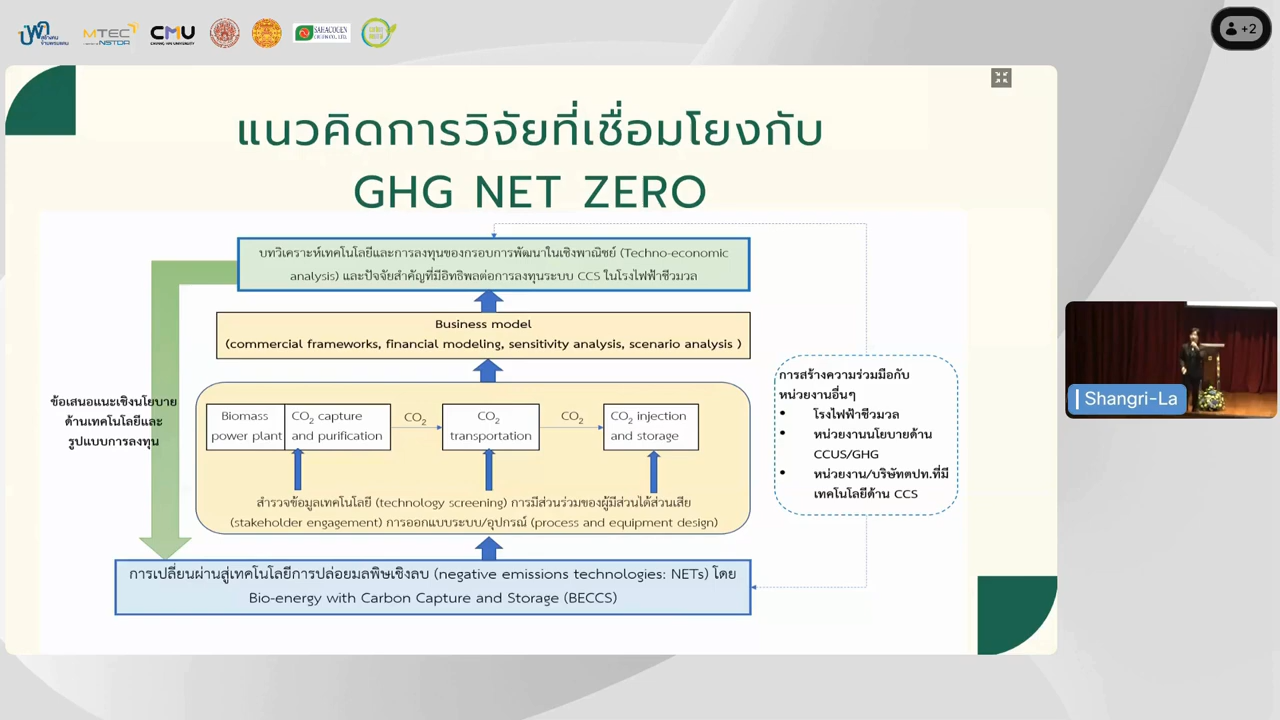 MTEC
NSTDA
CMU
CHIANG MAI UNIVERSITY
SAHACOGEN
+2
แนวคิดการวิจัยที่เชื่อมโยงกับ
GHG NET ZERO
บทวิเคราะห์เทคโนโลยีและการลงทุนของกรอบการพัฒนาในเชิงพาณิชย์ (Techno-economic
analysis) และปัจจัยสำคัญที่มีอิทธิพลต่อการลงทุนระบบ CCS ในโรงไฟฟ้าชีวมวล
Business model
(commercial frameworks, financial modeling, sensitivity analysis, scenario analysis )
ข้อเสนอแนะเชิงนโยบาย
ด้านเทคโนโลยีและ
รูปแบบการลงทุน
Biomass
power plant
CO2 capture
and purification
CO2
CO2
transportation
CO2
CO2 injection
and storage
สำรวจข้อมูลเทคโนโลยี (technology screening) การมีส่วนร่วมของผู้มีส่วนได้ส่วนเสีย
(stakeholder engagement) การออกแบบระบบ/อุปกรณ์ (process and equipment design)
การสร้างความร่วมมือกับ
หน่วยงานอื่นๆ
• โรงไฟฟ้าชีวมวล
• หน่วยงานนโยบายด้าน
CCUS/GHG
• หน่วยงาน/บริษัทตปท.ที่มี
เทคโนโลยีด้าน CCS
การเปลี่ยนผ่านสู่เทคโนโลยีการปล่อยมลพิษเชิงลบ (negative emissions technologies: NETs) โดย
Bio-energy with Carbon Capture and Storage (BECCS)
Shangri-La